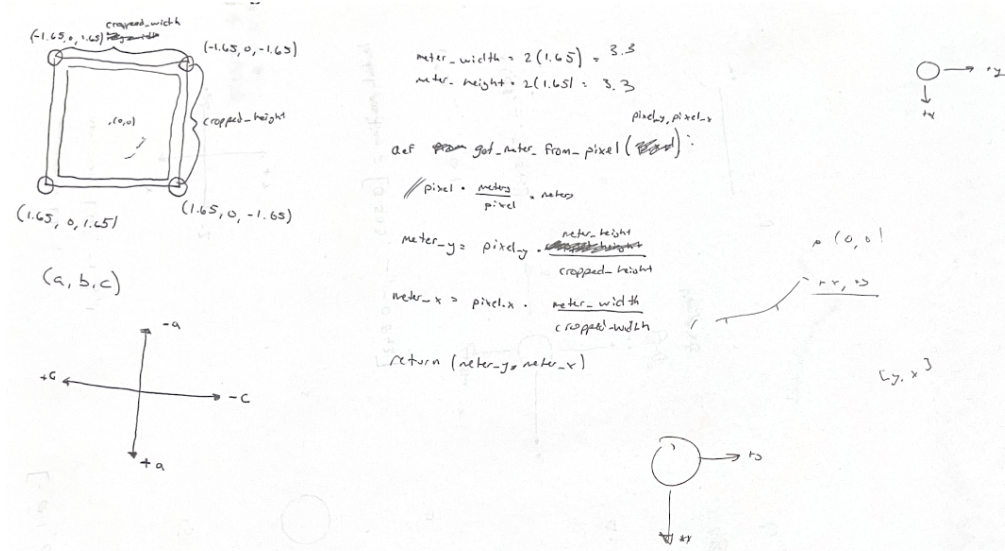 cropped_width
(-1.65, 0, 1.65)
(-1.65, 0, -1.65)
.(0,0)
cropped_height
(1.65, 0, 1.65)
(1.65, 0, -1.65)
(a, b, c)
-a
+c
-c
+a
meter_width = 2(1.65) = 3.3
meter_height = 2(1.65) = 3.3
pixel_y, pixel_x
def got_meter_from_pixel ( ):
// pixel · meters / pixel = meters
meter_y = pixel_y · meter_height / cropped_height
meter_x = pixel_x · meter_width / cropped_width
return (meter_y, meter_x)
+y
+x
(0,0)
[y, x]